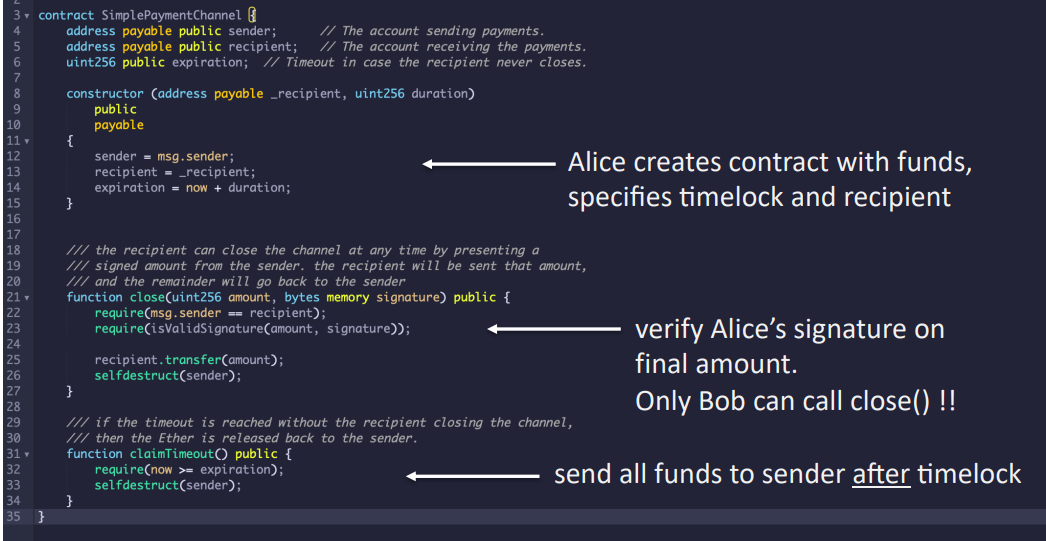 3 contract SimplePaymentChannel {
4 address payable public sender; // The account sending payments.
5 address payable public recipient; // The account receiving the payments.
6 uint256 public expiration; // Timeout in case the recipient never closes.
7
8 constructor (address payable _recipient, uint256 duration)
9 public
10 payable
11 {
12 sender = msg.sender;
13 recipient = _recipient;
14 expiration = now + duration;
15 }
16
17
18 /// the recipient can close the channel at any time by presenting a
19 /// signed amount from the sender. the recipient will be sent that amount,
20 /// and the remainder will go back to the sender
21 function close(uint256 amount, bytes memory signature) public {
22 require(msg.sender == recipient);
23 require(isValidSignature(amount, signature));
24
25 recipient.transfer(amount);
26 selfdestruct(sender);
27 }
28
29 /// if the timeout is reached without the recipient closing the channel,
30 /// then the Ether is released back to the sender.
31 function claimTimeout() public {
32 require(now >= expiration);
33 selfdestruct(sender);
34 }
35 }
Alice creates contract with funds,
specifies timelock and recipient
verify Alice's signature on
final amount.
Only Bob can call close() !!
send all funds to sender after timelock